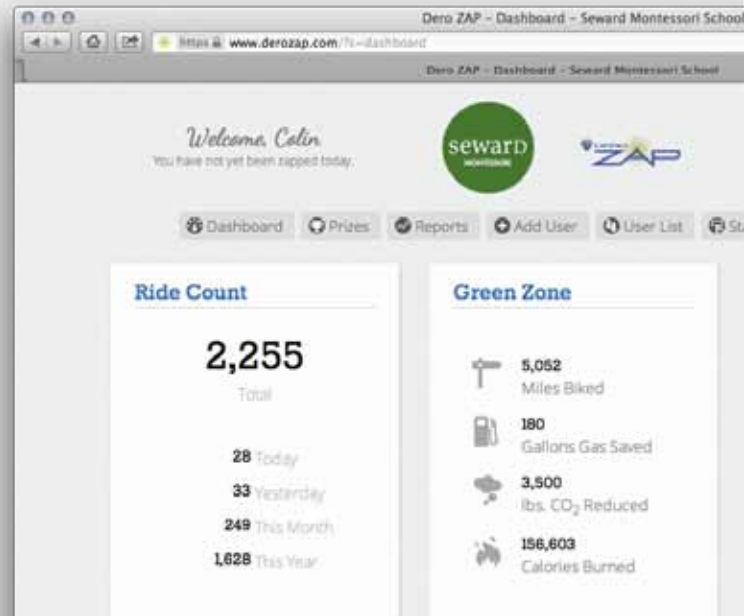 Dero ZAP – Dashboard – Seward Montessori School
https www.derozap.com/?i=dashboard
Dero ZAP – Dashboard – Seward Montessori School
Welcome, Colin
You have not yet been zapped today.
seward
MONTESSORI
ZAP
Dashboard Prizes Reports Add User User List
Ride Count
2,255
Total
28 Today
33 Yesterday
249 This Month
1,628 This Year
Green Zone
5,052
Miles Biked
180
Gallons Gas Saved
3,500
lbs. CO₂ Reduced
156,603
Calories Burned